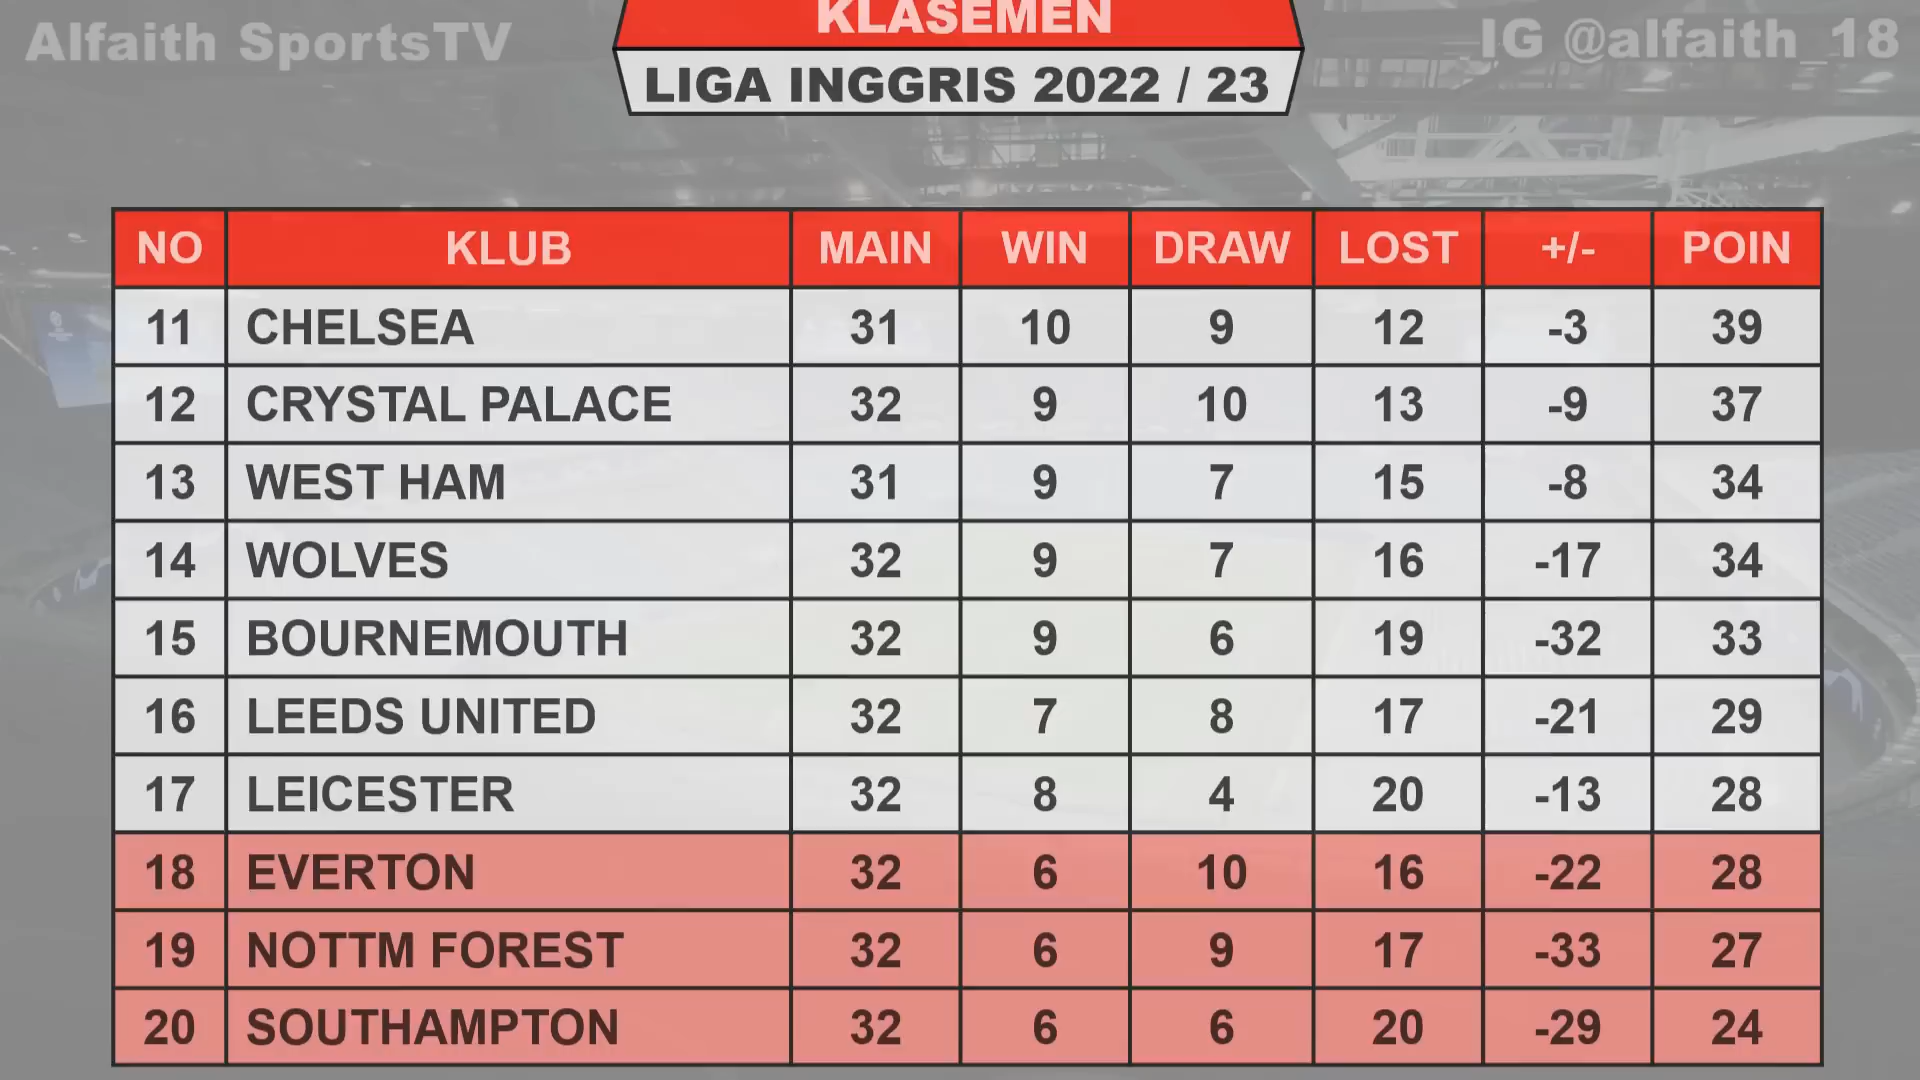 Alfaith SportsTV
KLASEMEN
IG @alfaith_18
LIGA INGGRIS 2022 / 23
NO KLUB MAIN WIN DRAW LOST +/- POIN
11 CHELSEA 31 10 9 12 -3 39
12 CRYSTAL PALACE 32 9 10 13 -9 37
13 WEST HAM 31 9 7 15 -8 34
14 WOLVES 32 9 7 16 -17 34
15 BOURNEMOUTH 32 9 6 19 -32 33
16 LEEDS UNITED 32 7 8 17 -21 29
17 LEICESTER 32 8 4 20 -13 28
18 EVERTON 32 6 10 16 -22 28
19 NOTTM FOREST 32 6 9 17 -33 27
20 SOUTHAMPTON 32 6 6 20 -29 24